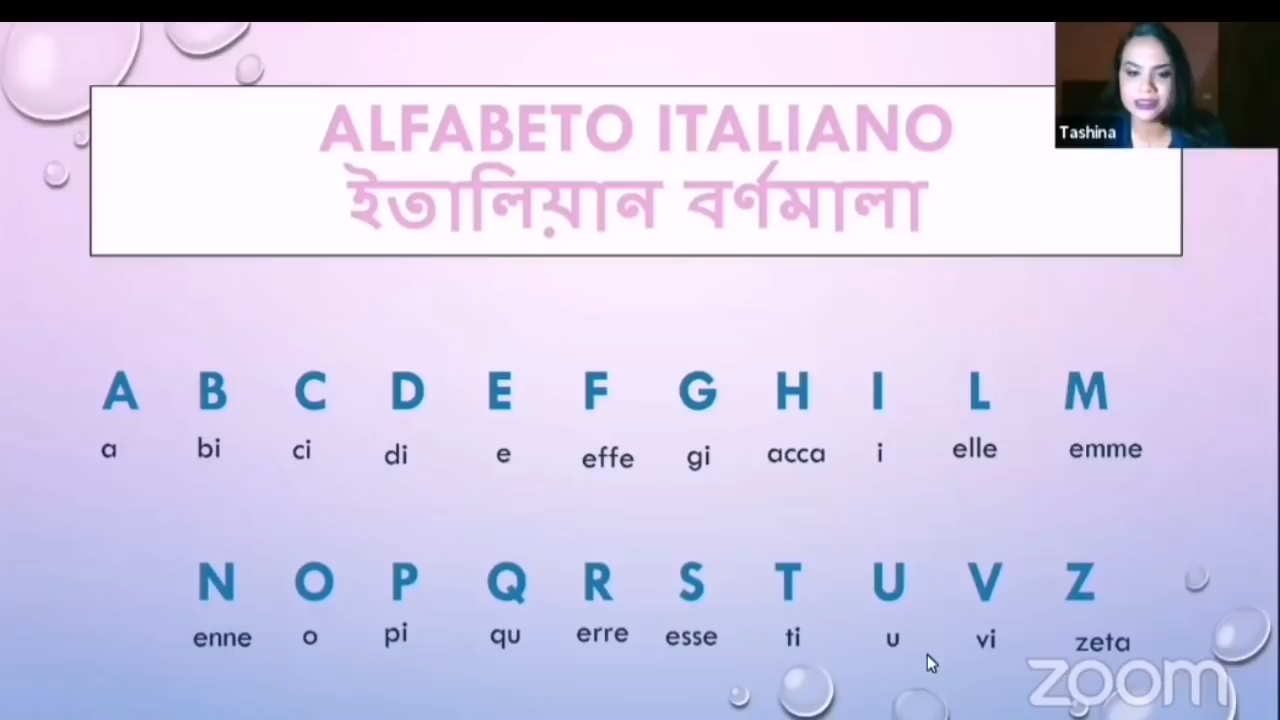 ALFABETO ITALIANO
ইতালিয়ান বর্ণমালা
Tashina
A B C D E F G H I L M
a bi ci di e effe gi acca i elle emme
N O P Q R S T U V Z
enne o pi qu erre esse ti u vi zeta
zoom